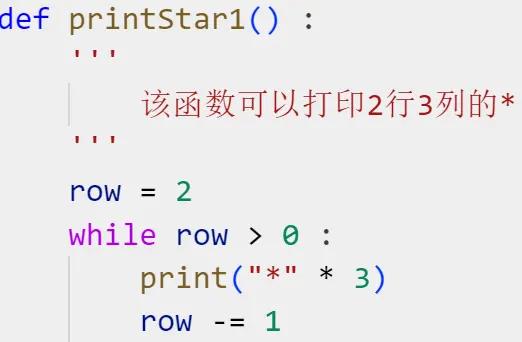 def printStar1() :
    '''
        该函数可以打印2行3列的*
    '''
    row = 2
    while row > 0 :
        print("*" * 3)
        row -= 1